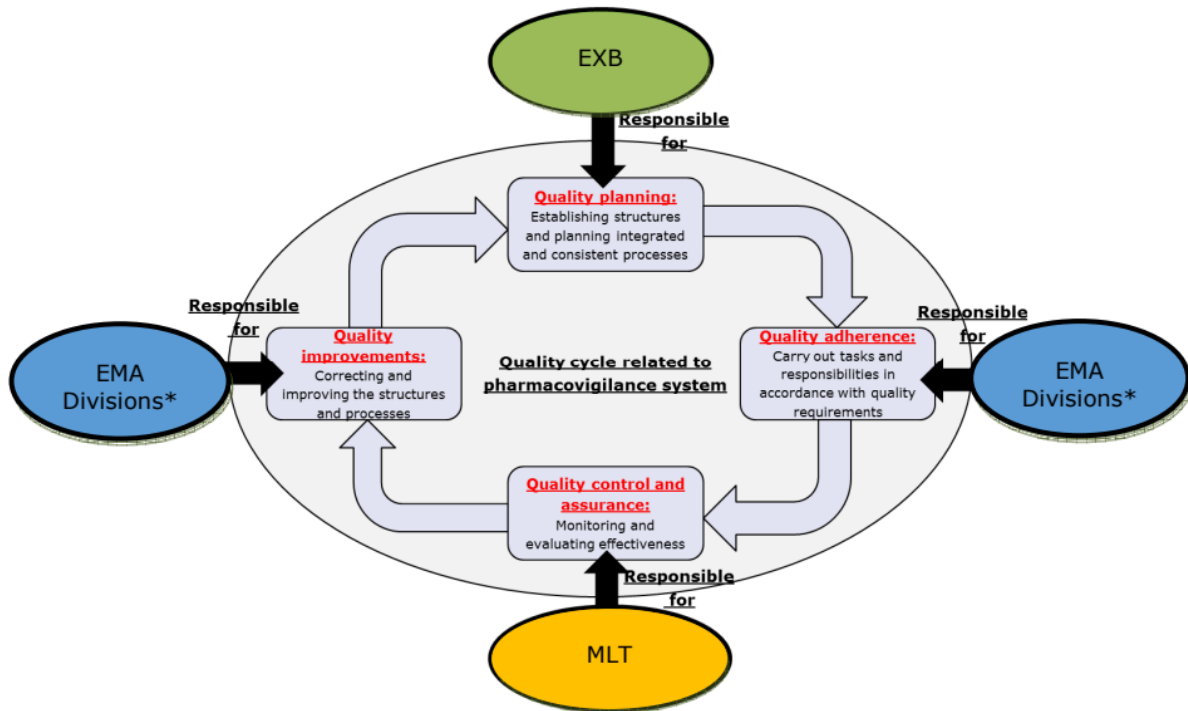 EXB
Responsible
for
Quality planning:
Establishing structures
and planning integrated
and consistent processes
Responsible
for
EMA
Divisions*
Quality
improvements:
Correcting and
improving the structures
and processes
Quality cycle related to
pharmacovigilance system
Responsible
for
Quality adherence:
Carry out tasks and
responsibilities in
accordance with quality
requirements
EMA
Divisions*
Quality control and
assurance:
Monitoring and
evaluating effectiveness
Responsible
for
MLT